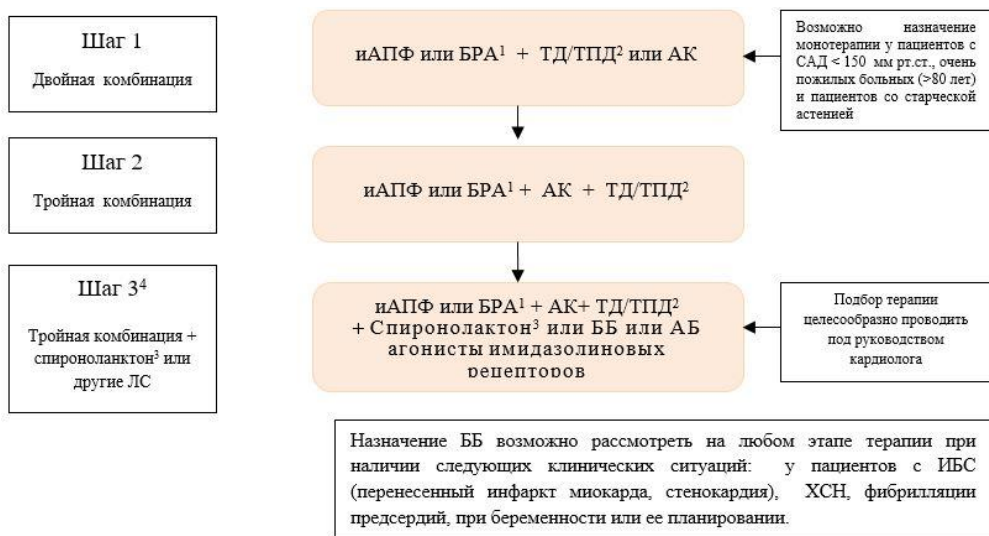 Шаг 1
Двойная комбинация
иАПФ или БРА¹ + ТД/ТПД² или АК
Возможно назначение
монотерапии у пациентов с
САД < 150 мм рт.ст., очень
пожилых больных (>80 лет)
и пациентов со старческой
астенией
Шаг 2
Тройная комбинация
иАПФ или БРА¹ + АК + ТД/ТПД²
Шаг 3⁴
Тройная комбинация +
спироноланктон³ или
другие ЛС
иАПФ или БРА¹ + АК+ ТД/ТПД²
+ Спиронолактон³ или ББ или АБ
агонисты имидазолиновых
рецепторов
Подбор терапии
целесообразно проводить
под руководством
кардиолога
Назначение ББ возможно рассмотреть на любом этапе терапии при
наличии следующих клинических ситуаций: у пациентов с ИБС
(перенесенный инфаркт миокарда, стенокардия), ХСН, фибрилляции
предсердий, при беременности или ее планировании.